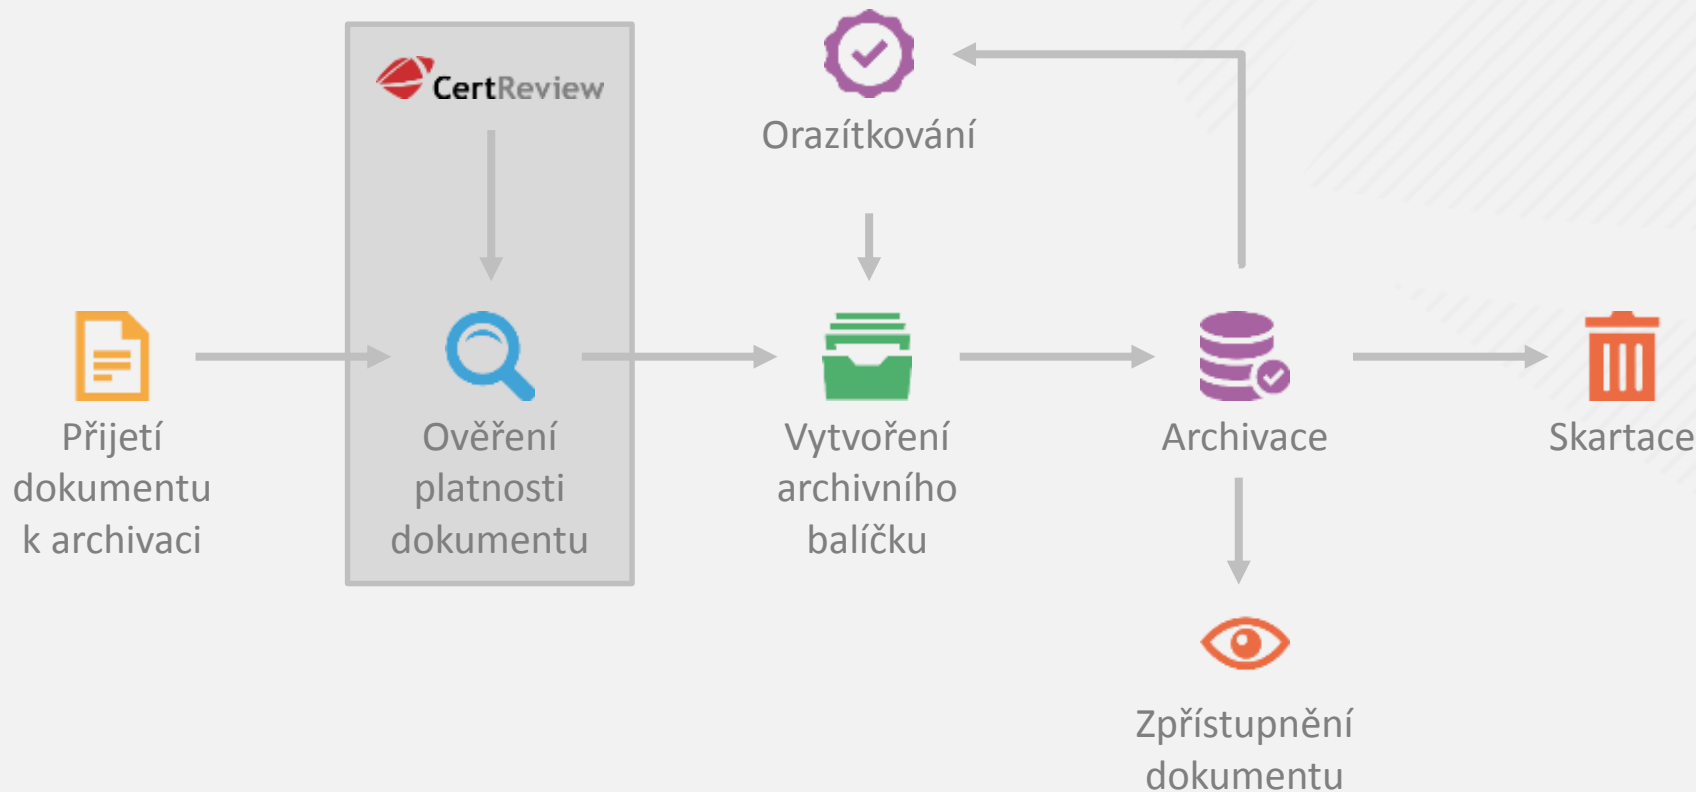 CertReview
Orazítkování
Přijetí
dokumentu
k archivaci
Ověření
platnosti
dokumentu
Vytvoření
archivního
balíčku
Archivace
Skartace
Zpřístupnění
dokumentu